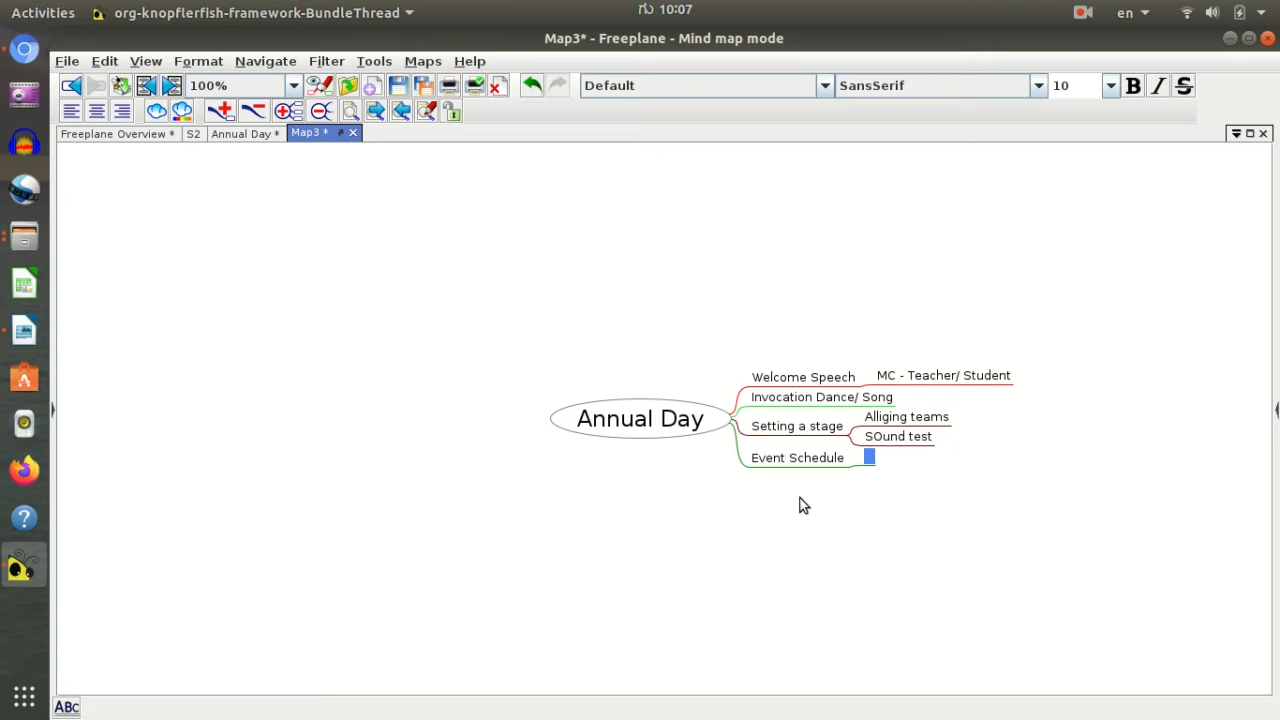 Activities org-knopflerfish-framework-BundleThread 10:07 en
Map3* - Freeplane - Mind map mode
File Edit View Format Navigate Filter Tools Maps Help
100% Default SansSerif 10 B I S
Freeplane Overview * S2 Annual Day * Map3 *
Welcome Speech MC - Teacher/ Student
Invocation Dance/ Song
Annual Day
Setting a stage Alliging teams
SOund test
Event Schedule
ABc